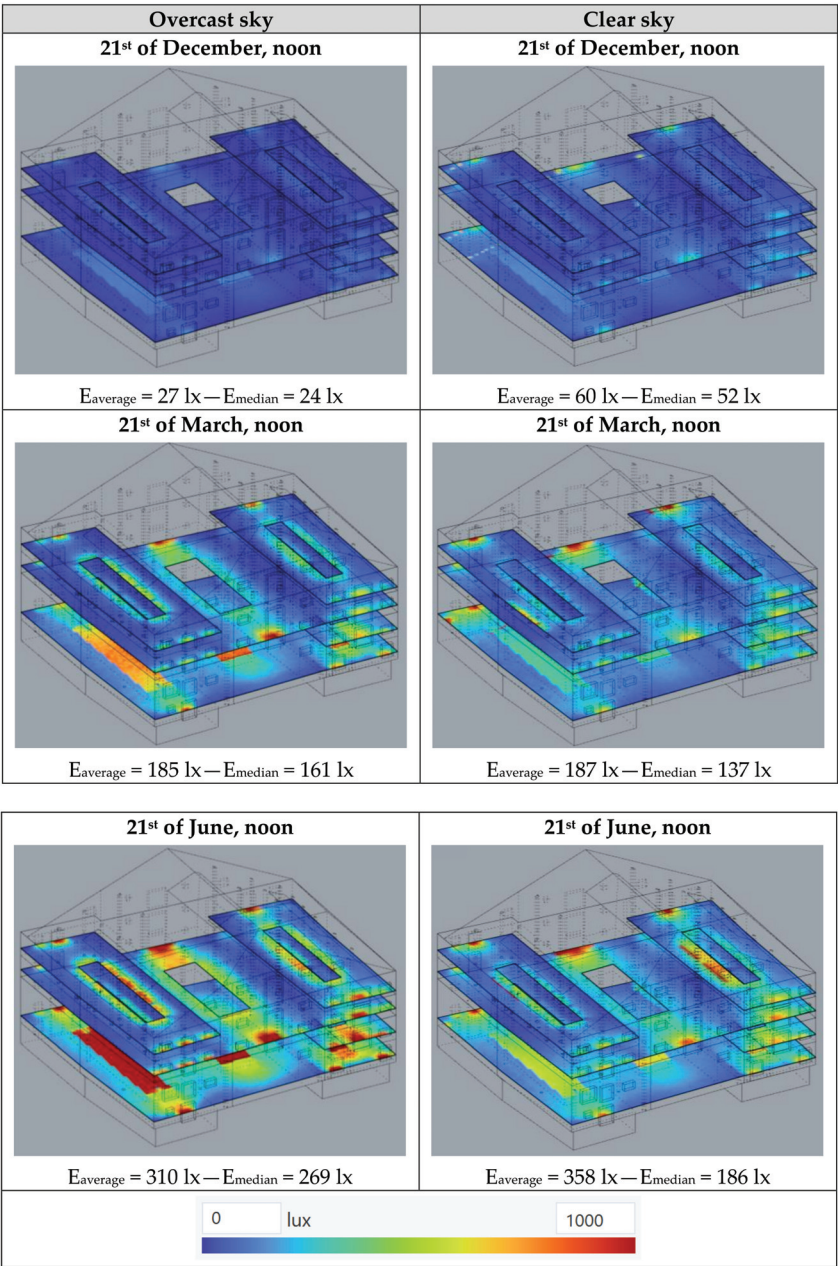 Overcast sky
Clear sky
21st of December, noon
21st of December, noon
Eaverage = 27 lx—Emedian = 24 lx
Eaverage = 60 lx—Emedian = 52 lx
21st of March, noon
21st of March, noon
Eaverage = 185 lx—Emedian = 161 lx
Eaverage = 187 lx—Emedian = 137 lx
21st of June, noon
21st of June, noon
Eaverage = 310 lx—Emedian = 269 lx
Eaverage = 358 lx—Emedian = 186 lx
0 lux 1000